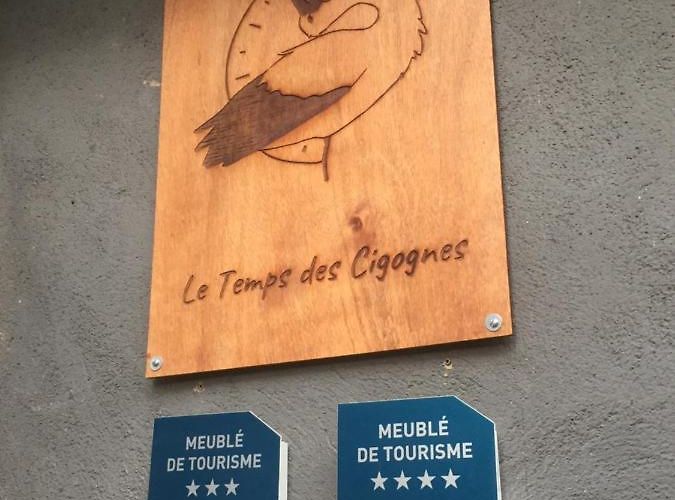 Le Temps des Cigognes
MEUBLÉ
DE TOURISME
★★★
MEUBLÉ
DE TOURISME
★★★★